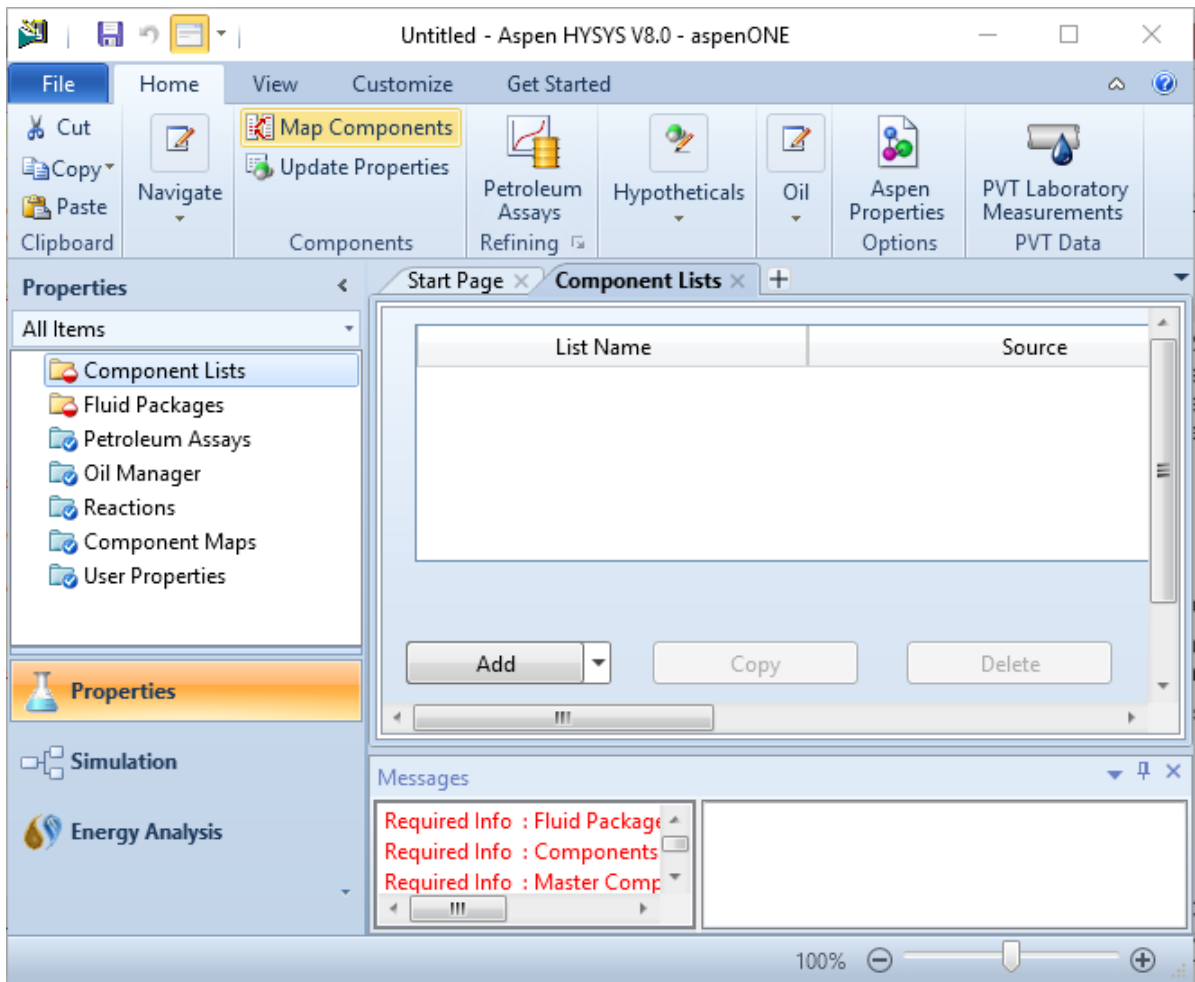 Untitled - Aspen HYSYS V8.0 - aspenONE
File Home View Customize Get Started
Cut
Copy
Paste
Clipboard
Navigate
Map Components
Update Properties
Components
Petroleum
Assays
Refining
Hypotheticals
Oil
Aspen
Properties
Options
PVT Laboratory
Measurements
PVT Data
Properties
All Items
Component Lists
Fluid Packages
Petroleum Assays
Oil Manager
Reactions
Component Maps
User Properties
Properties
Simulation
Energy Analysis
Start Page Component Lists
List Name Source
Add Copy Delete
Messages
Required Info : Fluid Package
Required Info : Components
Required Info : Master Comp
100%